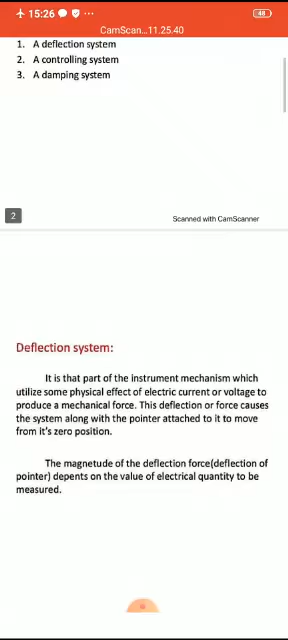 15:26
48
CamScan...11.25.40
1. A deflection system
2. A controlling system
3. A damping system
2
Scanned with CamScanner
Deflection system:
It is that part of the instrument mechanism which
utilize some physical effect of electric current or voltage to
produce a mechanical force. This deflection or force causes
the system along with the pointer attached to it to move
from it's zero position.
The magnetude of the deflection force(deflection of
pointer) depents on the value of electrical quantity to be
measured.